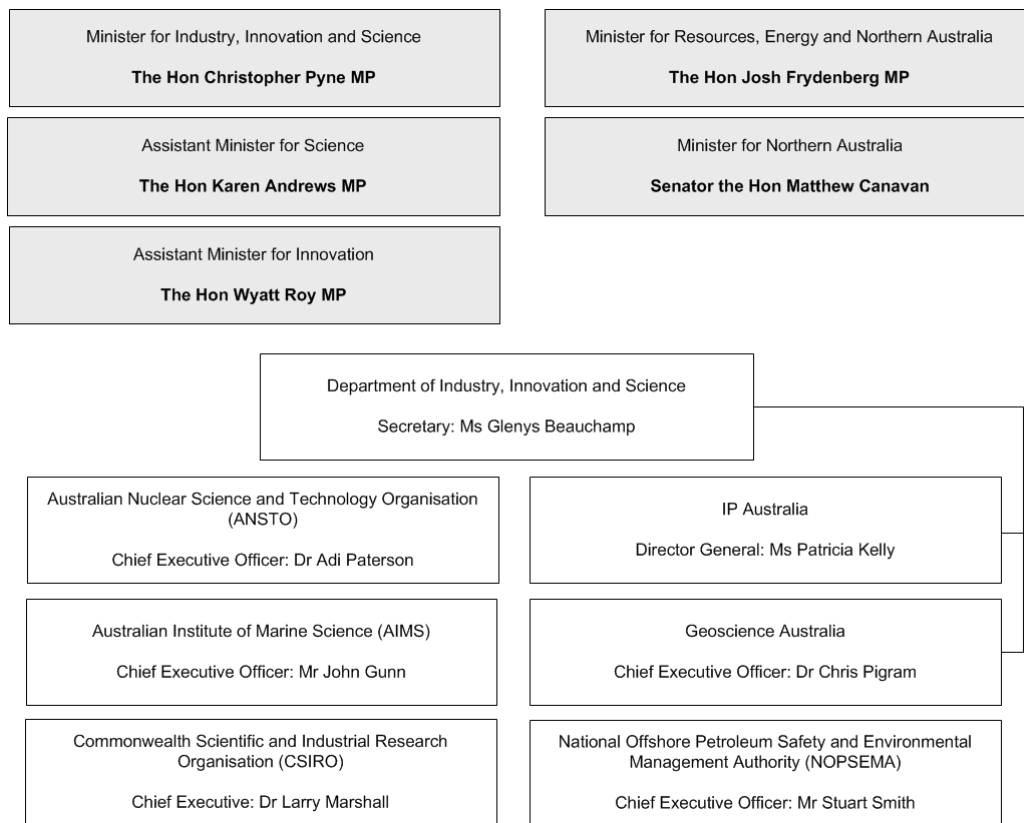 Minister for Industry, Innovation and Science
The Hon Christopher Pyne MP
Minister for Resources, Energy and Northern Australia
The Hon Josh Frydenberg MP
Assistant Minister for Science
The Hon Karen Andrews MP
Minister for Northern Australia
Senator the Hon Matthew Canavan
Assistant Minister for Innovation
The Hon Wyatt Roy MP
Department of Industry, Innovation and Science
Secretary: Ms Glenys Beauchamp
Australian Nuclear Science and Technology Organisation
(ANSTO)
Chief Executive Officer: Dr Adi Paterson
IP Australia
Director General: Ms Patricia Kelly
Australian Institute of Marine Science (AIMS)
Chief Executive Officer: Mr John Gunn
Geoscience Australia
Chief Executive Officer: Dr Chris Pigram
Commonwealth Scientific and Industrial Research
Organisation (CSIRO)
Chief Executive: Dr Larry Marshall
National Offshore Petroleum Safety and Environmental
Management Authority (NOPSEMA)
Chief Executive Officer: Mr Stuart Smith